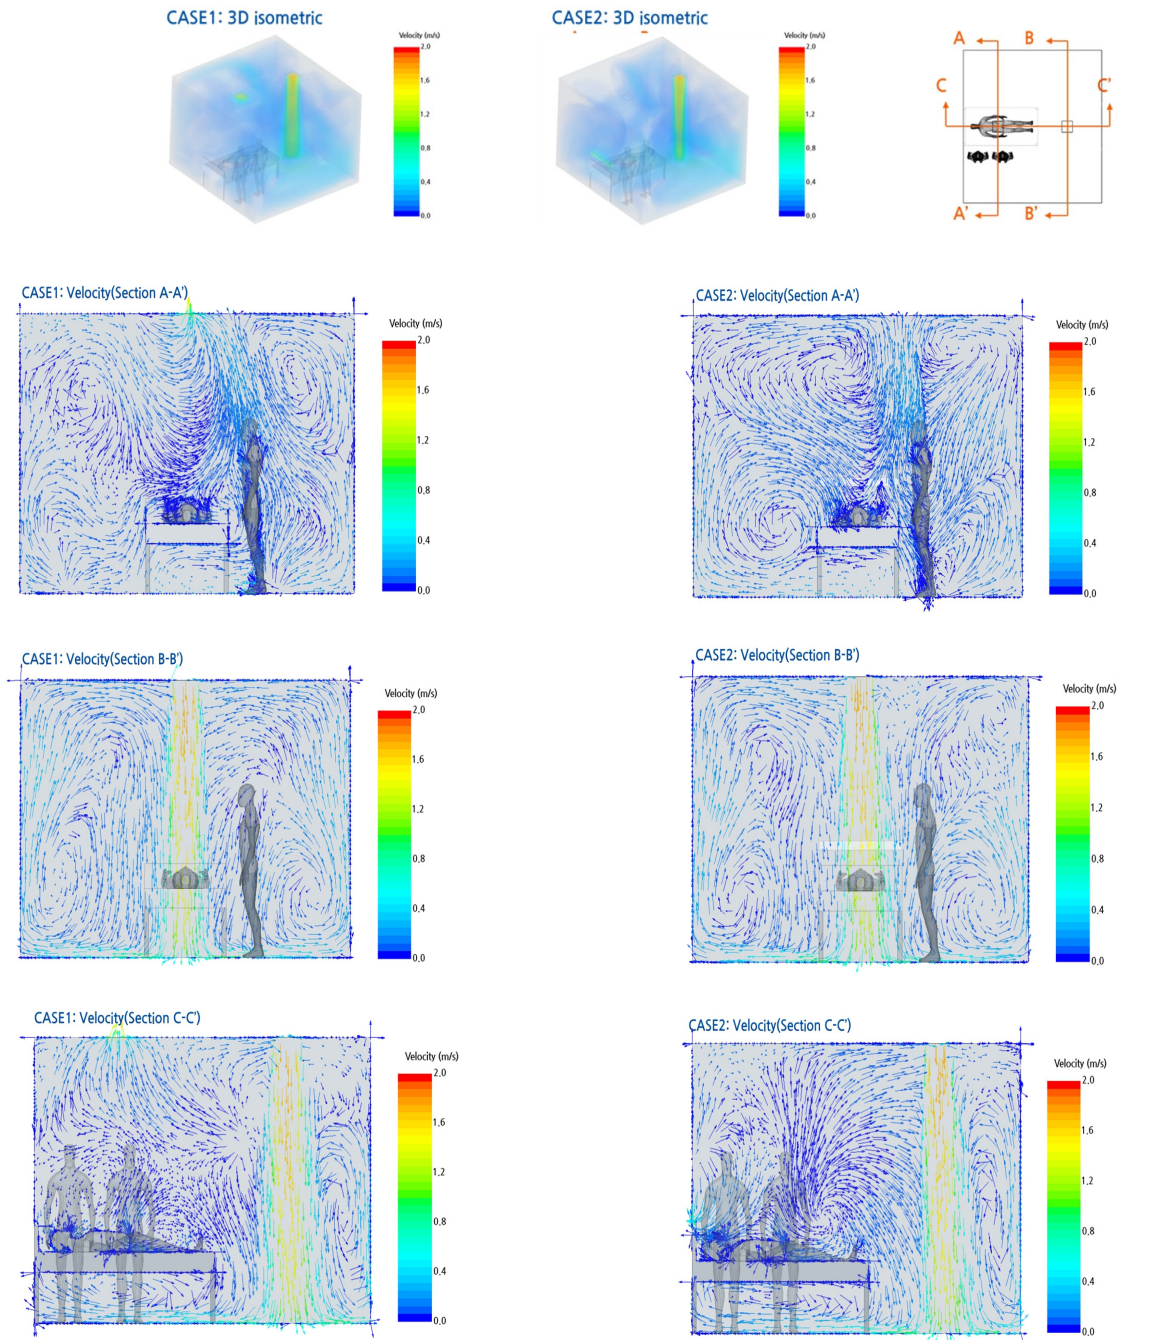 CASE1: 3D isometric
CASE2: 3D isometric
Velocity (m/s)
2,0
1,6
1,2
0,8
0,4
0,0
Velocity (m/s)
2,0
1,6
1,2
0,8
0,4
0,0
A B
C C'
A' B'
CASE1: Velocity(Section A-A')
Velocity (m/s)
2,0
1,6
1,2
0,8
0,4
0,0
CASE2: Velocity(Section A-A')
Velocity (m/s)
2,0
1,6
1,2
0,8
0,4
0,0
CASE1: Velocity(Section B-B')
Velocity (m/s)
2,0
1,6
1,2
0,8
0,4
0,0
CASE2: Velocity(Section B-B')
Velocity (m/s)
2,0
1,6
1,2
0,8
0,4
0,0
CASE1: Velocity(Section C-C')
Velocity (m/s)
2,0
1,6
1,2
0,8
0,4
0,0
CASE2: Velocity(Section C-C')
Velocity (m/s)
2,0
1,6
1,2
0,8
0,4
0,0